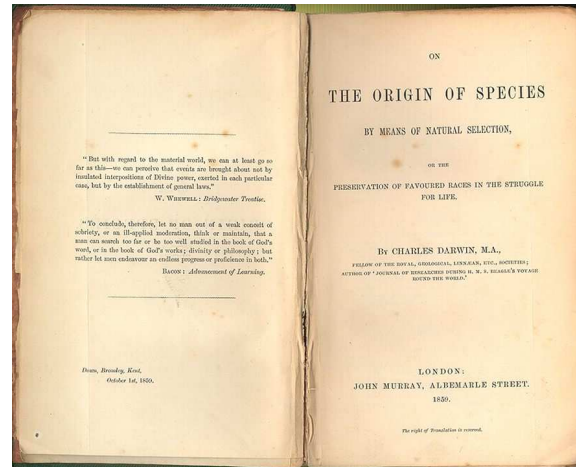 "But with regard to the material world, we can at least go so
far as this—we can perceive that events are brought about not by
insulated interpositions of Divine power, exerted in each particular
case, but by the establishment of general laws."
W. Whewell: Bridgewater Treatise.
"To conclude, therefore, let no man out of a weak conceit of
sobriety, or an ill-applied moderation, think or maintain, that a
man can search too far or be too well studied in the book of God's
word, or in the book of God's works; divinity or philosophy; but
rather let men endeavour an endless progress or proficience in both."
Bacon: Advancement of Learning.
Down, Bromley, Kent,
October 1st, 1859.
ON
THE ORIGIN OF SPECIES
BY MEANS OF NATURAL SELECTION,
OR THE
PRESERVATION OF FAVOURED RACES IN THE STRUGGLE
FOR LIFE.
By CHARLES DARWIN, M.A.,
FELLOW OF THE ROYAL, GEOLOGICAL, LINNÆAN, ETC., SOCIETIES;
AUTHOR OF 'JOURNAL OF RESEARCHES DURING H. M. S. BEAGLE'S VOYAGE
ROUND THE WORLD.'
LONDON:
JOHN MURRAY, ALBEMARLE STREET.
1859.
The right of Translation is reserved.